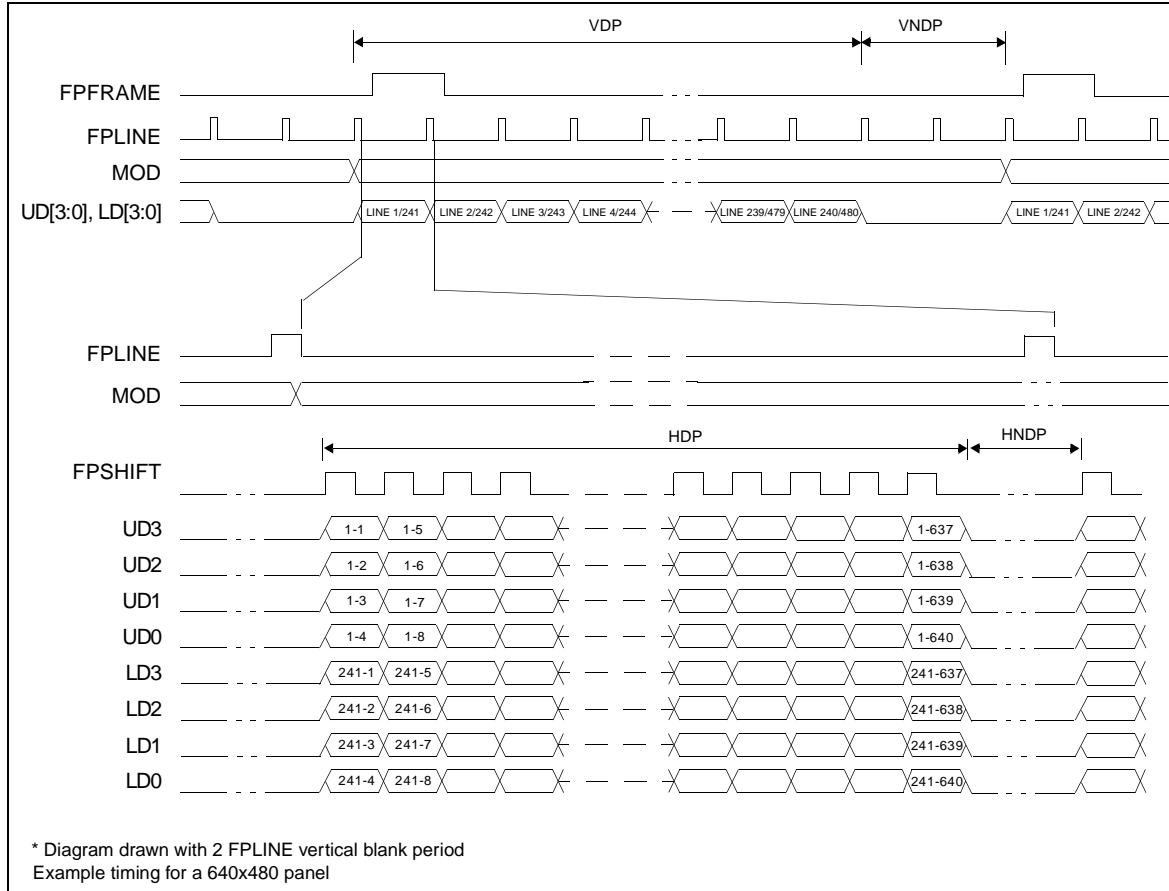 VDP VNDP
FPFRAME
FPLINE
MOD
UD[3:0], LD[3:0] LINE 1/241 LINE 2/242 LINE 3/243 LINE 4/244 LINE 239/479 LINE 240/480 LINE 1/241 LINE 2/242
FPLINE
MOD
HDP HNDP
FPSHIFT
UD3 1-1 1-5 1-637
UD2 1-2 1-6 1-638
UD1 1-3 1-7 1-639
UD0 1-4 1-8 1-640
LD3 241-1 241-5 241-637
LD2 241-2 241-6 241-638
LD1 241-3 241-7 241-639
LD0 241-4 241-8 241-640
* Diagram drawn with 2 FPLINE vertical blank period
Example timing for a 640x480 panel